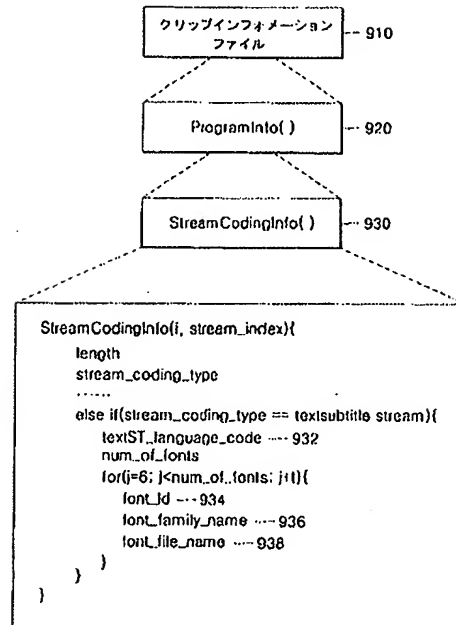 クリップインフォメーション
ファイル
910
ProgramInfo( )
920
StreamCodingInfo( )
930
StreamCodingInfo(i, stream_index){
length
stream_coding_type
......
else if(stream_coding_type == textsubtitle stream){
textST_language_code ---- 932
num_of_fonts
for(j=6; j<num_of_fonts; j++){
font_id ---- 934
font_family_name ---- 936
font_file_name ---- 938
}
}
}